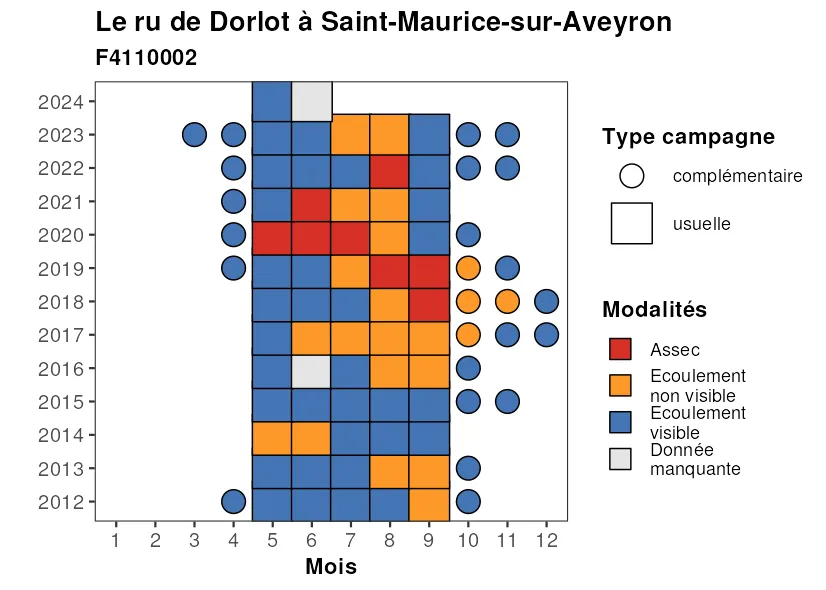 Le ru de Dorlot à Saint-Maurice-sur-Aveyron
F4110002
2024
2023
2022
2021
2020
2019
2018
2017
2016
2015
2014
2013
2012
1 2 3 4 5 6 7 8 9 10 11 12
Mois
Type campagne
complémentaire
usuelle
Modalités
Assec
Ecoulement
non visible
Ecoulement
visible
Donnée
manquante